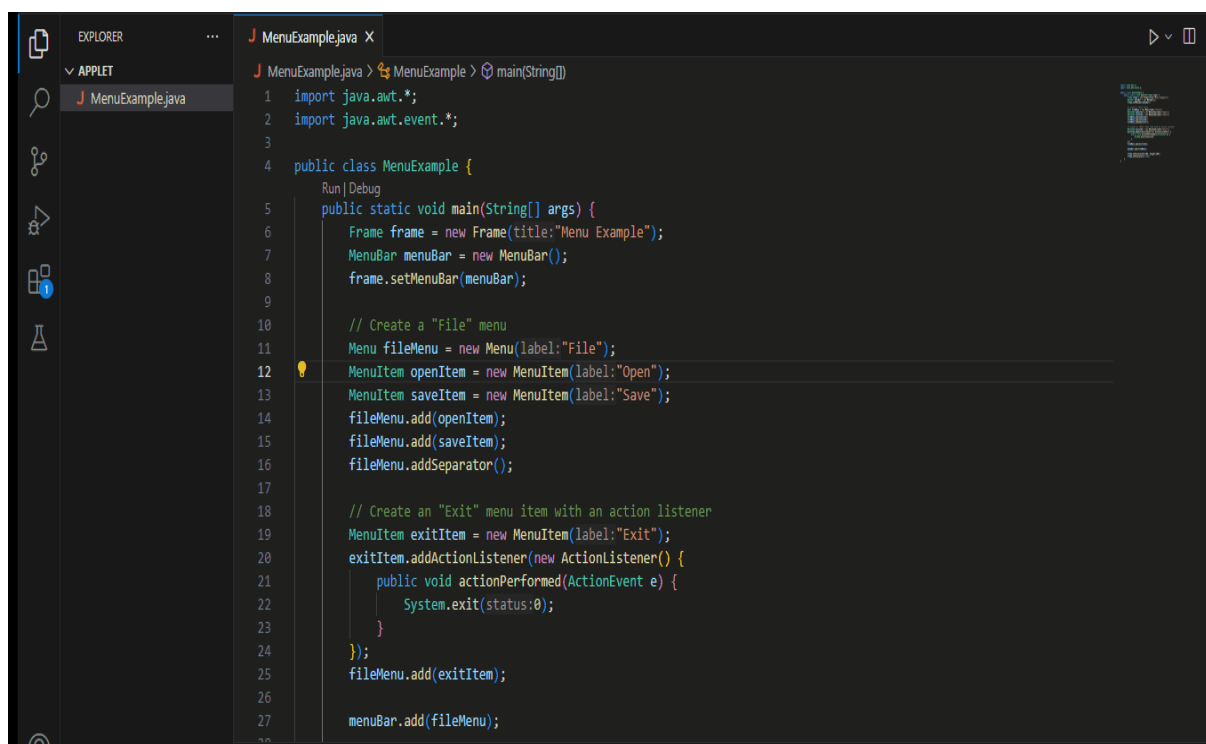 EXPLORER ...
APPLET
J MenuExample.java
J MenuExample.java X
J MenuExample.java > MenuExample > main(String[])
1 import java.awt.*;
2 import java.awt.event.*;
3
4 public class MenuExample {
Run | Debug
5 public static void main(String[] args) {
6 Frame frame = new Frame(title:"Menu Example");
7 MenuBar menuBar = new MenuBar();
8 frame.setMenuBar(menuBar);
9
10 // Create a "File" menu
11 Menu fileMenu = new Menu(label:"File");
12 MenuItem openItem = new MenuItem(label:"Open");
13 MenuItem saveItem = new MenuItem(label:"Save");
14 fileMenu.add(openItem);
15 fileMenu.add(saveItem);
16 fileMenu.addSeparator();
17
18 // Create an "Exit" menu item with an action listener
19 MenuItem exitItem = new MenuItem(label:"Exit");
20 exitItem.addActionListener(new ActionListener() {
21 public void actionPerformed(ActionEvent e) {
22 System.exit(status:0);
23 }
24 });
25 fileMenu.add(exitItem);
26
27 menuBar.add(fileMenu);
1